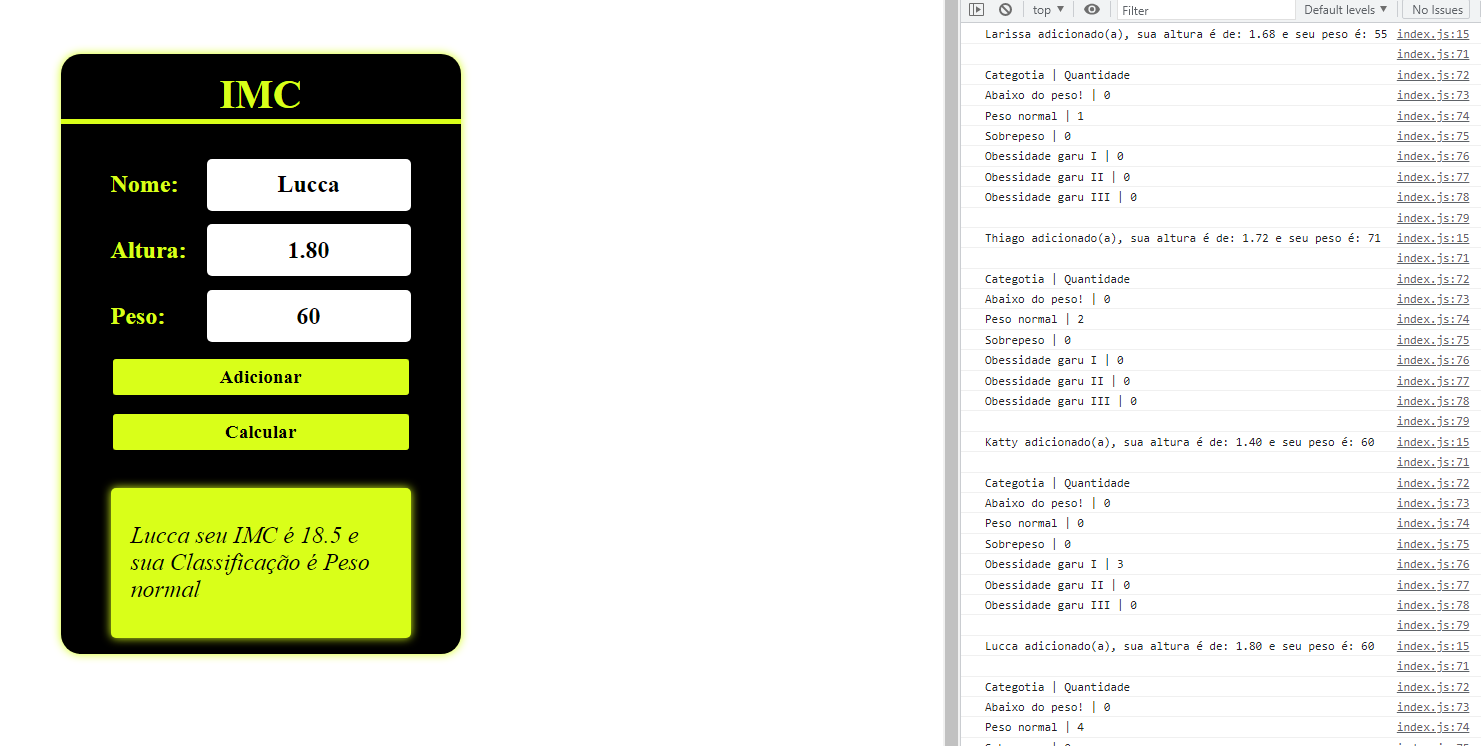 IMC
Nome:
Lucca
Altura:
1.80
Peso:
60
Adicionar
Calcular
Lucca seu IMC é 18.5 e
sua Classificação é Peso
normal
top ▼
Filter
Default levels ▼
No Issues
Larissa adicionado(a), sua altura é de: 1.68 e seu peso é: 55 index.js:15
index.js:71
Categotia | Quantidade index.js:72
Abaixo do peso! | 0 index.js:73
Peso normal | 1 index.js:74
Sobrepeso | 0 index.js:75
Obessidade garu I | 0 index.js:76
Obessidade garu II | 0 index.js:77
Obessidade garu III | 0 index.js:78
index.js:79
Thiago adicionado(a), sua altura é de: 1.72 e seu peso é: 71 index.js:15
index.js:71
Categotia | Quantidade index.js:72
Abaixo do peso! | 0 index.js:73
Peso normal | 2 index.js:74
Sobrepeso | 0 index.js:75
Obessidade garu I | 0 index.js:76
Obessidade garu II | 0 index.js:77
Obessidade garu III | 0 index.js:78
index.js:79
Katty adicionado(a), sua altura é de: 1.40 e seu peso é: 60 index.js:15
index.js:71
Categotia | Quantidade index.js:72
Abaixo do peso! | 0 index.js:73
Peso normal | 0 index.js:74
Sobrepeso | 0 index.js:75
Obessidade garu I | 3 index.js:76
Obessidade garu II | 0 index.js:77
Obessidade garu III | 0 index.js:78
index.js:79
Lucca adicionado(a), sua altura é de: 1.80 e seu peso é: 60 index.js:15
index.js:71
Categotia | Quantidade index.js:72
Abaixo do peso! | 0 index.js:73
Peso normal | 4 index.js:74